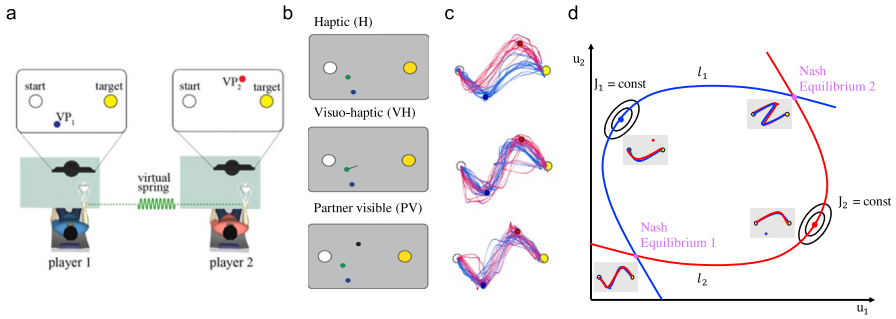 a
start
target
VP1
start
VP2
target
virtual
spring
player 1
player 2
b
Haptic (H)
Visuo-haptic (VH)
Partner visible (PV)
c
d
u2
l1
J1 = const
Nash
Equilibrium 2
J2 = const
Nash
Equilibrium 1
l2
u1